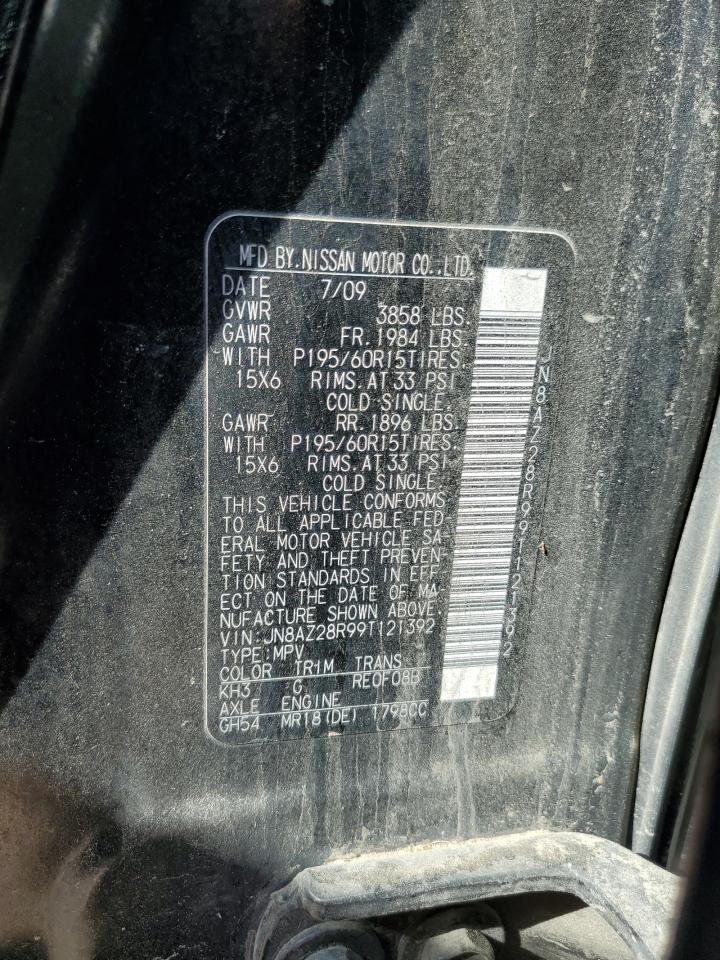 MFD BY.NISSAN MOTOR CO.,LTD.
DATE 7/09
GVWR 3858 LBS.
GAWR FR.1984 LBS.
WITH P195/60R15TIRES.
15X6 RIMS.AT 33 PSI
COLD SINGLE.
GAWR RR.1896 LBS.
WITH P195/60R15TIRES.
15X6 RIMS.AT 33 PSI
COLD SINGLE.
THIS VEHICLE CONFORMS
TO ALL APPLICABLE FED-
ERAL MOTOR VEHICLE SA-
FETY AND THEFT PREVEN-
TION STANDARDS IN EFF-
ECT ON THE DATE OF MA-
NUFACTURE SHOWN ABOVE.
VIN:JN8AZ28R99T121392
TYPE:MPV
COLOR TRIM TRANS
KH3 G RE0F08B
AXLE ENGINE
GH54 MR18(DE) 1798CC
JN8AZ28R99T121392